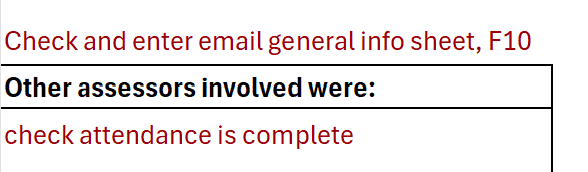 Check and enter email general info sheet, F10
Other assessors involved were:
check attendance is complete